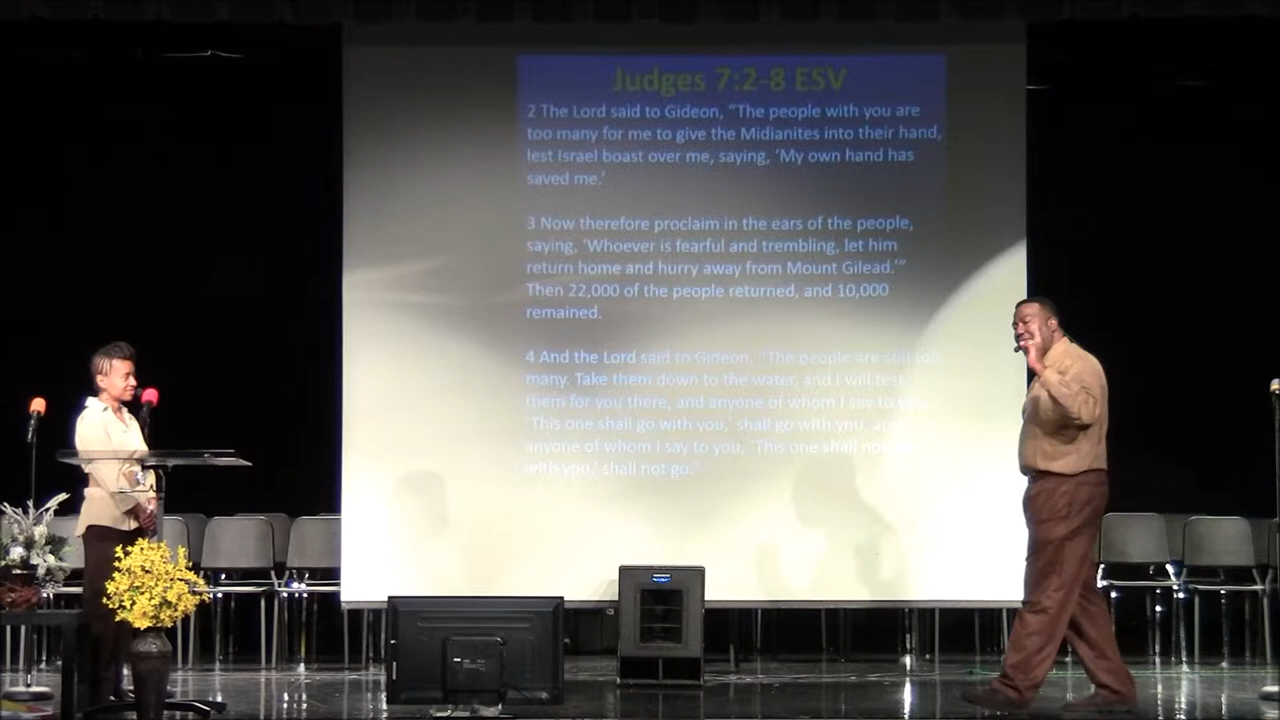 Judges 7:2-8 ESV
2 The Lord said to Gideon, “The people with you are
too many for me to give the Midianites into their hand,
lest Israel boast over me, saying, ‘My own hand has
saved me.’
3 Now therefore proclaim in the ears of the people,
saying, ‘Whoever is fearful and trembling, let him
return home and hurry away from Mount Gilead.’”
Then 22,000 of the people returned, and 10,000
remained.
4 And the Lord said to Gideon, “The people are still too
many. Take them down to the water, and I will test
them for you there, and anyone of whom I say to
‘This one shall go with you,’ shall go with you, and
anyone of whom I say to you, ‘This one shall not
with you,’ shall not go.”